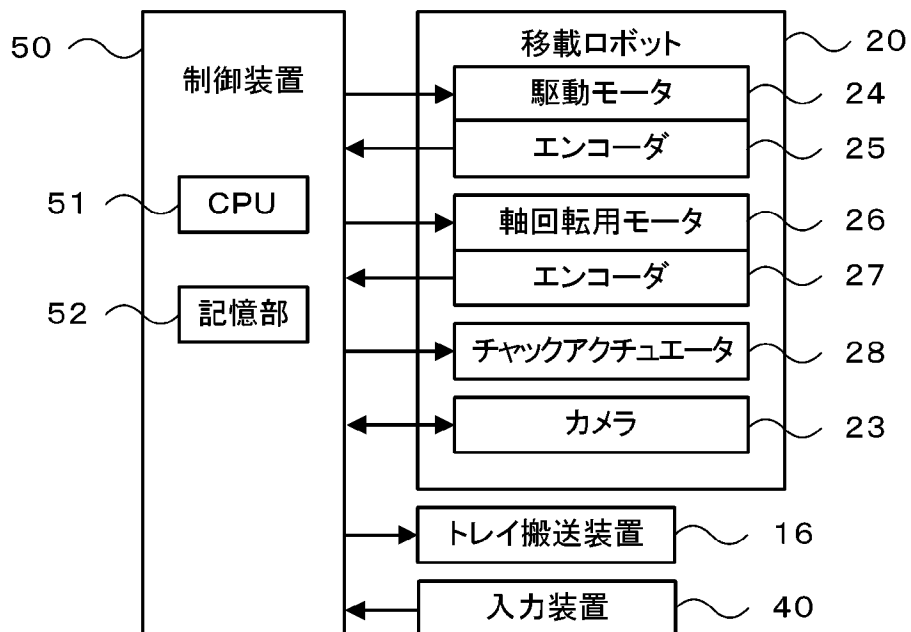 50
制御装置
51
CPU
52
記憶部
移載ロボット
20
駆動モータ
24
エンコーダ
25
軸回転用モータ
26
エンコーダ
27
チャックアクチュエータ
28
カメラ
23
トレイ搬送装置
16
入力装置
40